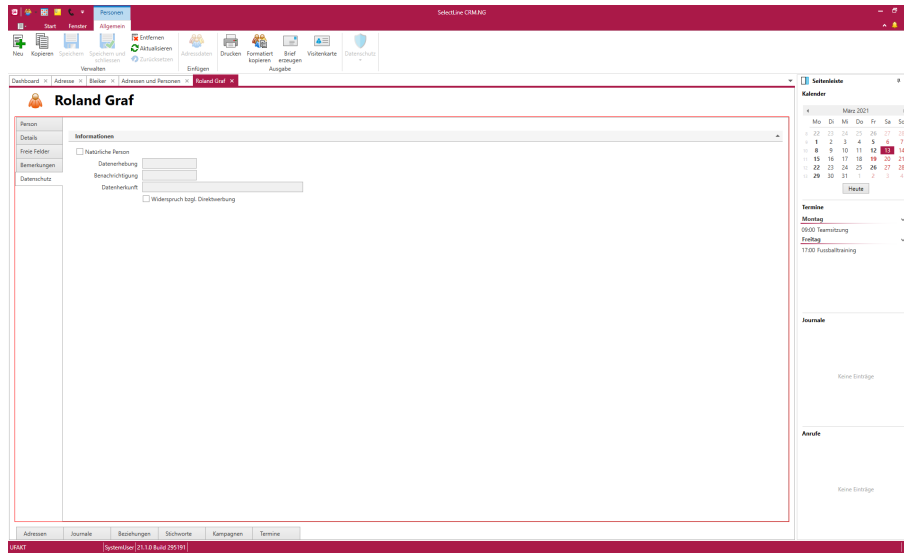 Personen
SelectLine CRM.NG
Start Fenster Allgemein
Neu Kopieren Speichern Speichern und schliessen Entfernen Aktualisieren Zurücksetzen Adressdaten Drucken Formatiert kopieren Brief erzeugen Visitenkarte Datenschutz
Verwalten Einfügen Ausgabe
Dashboard × Adresse × Bleiker × Adressen und Personen × Roland Graf ×
Roland Graf
Person
Details
Freie Felder
Bemerkungen
Datenschutz
Informationen
Natürliche Person
Datenerhebung
Benachrichtigung
Datenherkunft
Widerspruch bzgl. Direktwerbung
Adressen Journale Beziehungen Stichworte Kampagnen Termine
Seitenleiste
Kalender
März 2021
Mo Di Mi Do Fr Sa So
22 23 24 25 26 27 28
1 2 3 4 5 6 7
8 9 10 11 12 13 14
15 16 17 18 19 20 21
22 23 24 25 26 27 28
29 30 31 1 2 3 4
Heute
Termine
Montag
09:00 Teamsitzung
Freitag
17:00 Fussballtraining
Journale
Keine Einträge
Anrufe
Keine Einträge
UFAKT SystemUser 21.1.0 Build 295191